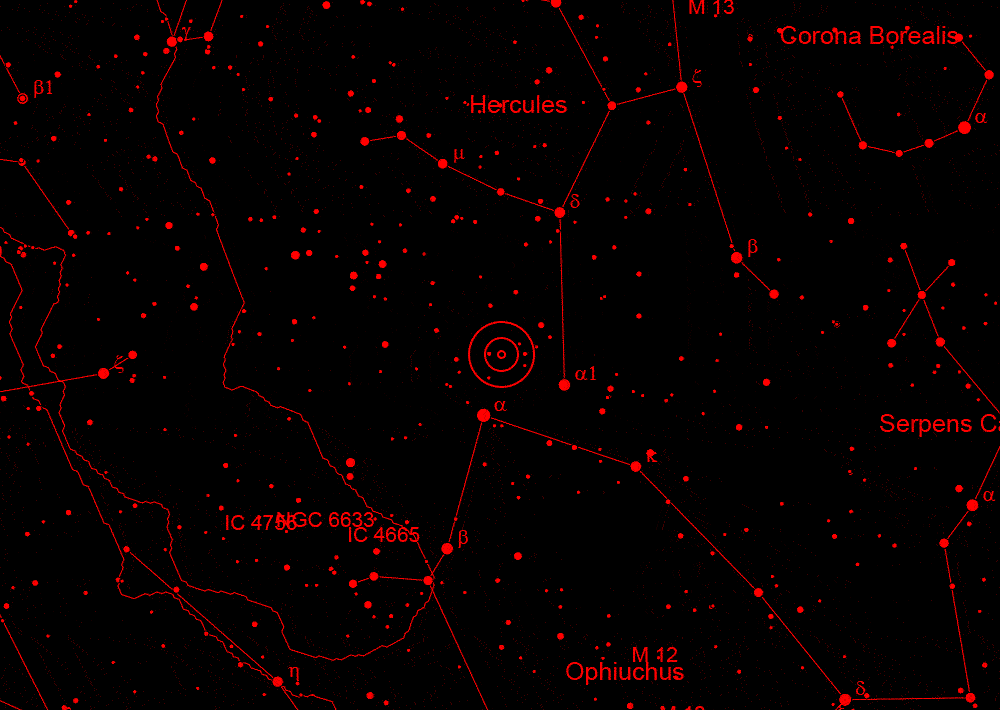 M 13
γ
Corona Borealis
ζ
β1
Hercules
α
μ
δ
β
ξ
α1
α
Serpens Ca
κ
α
IC 4756
NGC 6633
IC 4665
β
M 12
Ophiuchus
η
δ